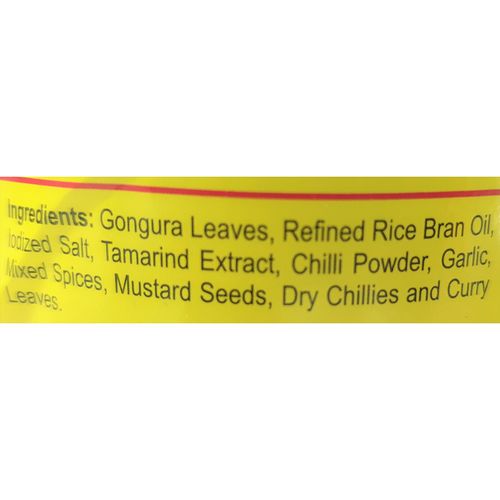 Ingredients: Gongura Leaves, Refined Rice Bran Oil,
Iodized Salt, Tamarind Extract, Chilli Powder, Garlic,
Mixed Spices, Mustard Seeds, Dry Chillies and Curry
Leaves.